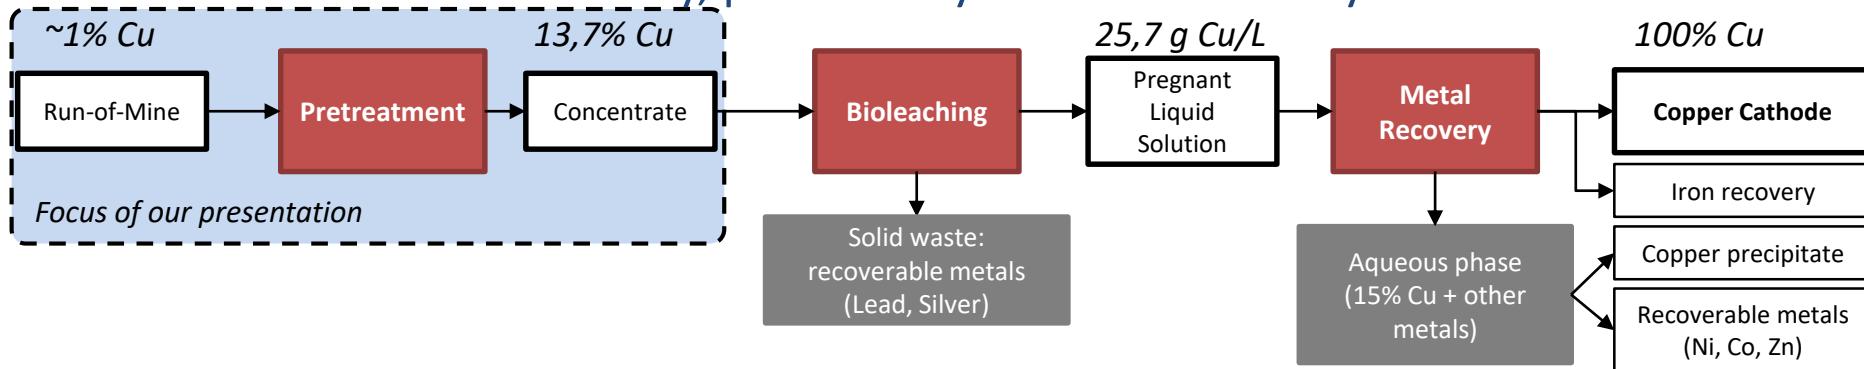 ~1% Cu
13,7% Cu
25,7 g Cu/L
100% Cu
Run-of-Mine
Pretreatment
Concentrate
Bioleaching
Pregnant
Liquid
Solution
Metal
Recovery
Copper Cathode
Iron recovery
Focus of our presentation
Solid waste:
recoverable metals
(Lead, Silver)
Aqueous phase
(15% Cu + other
metals)
Copper precipitate
Recoverable metals
(Ni, Co, Zn)